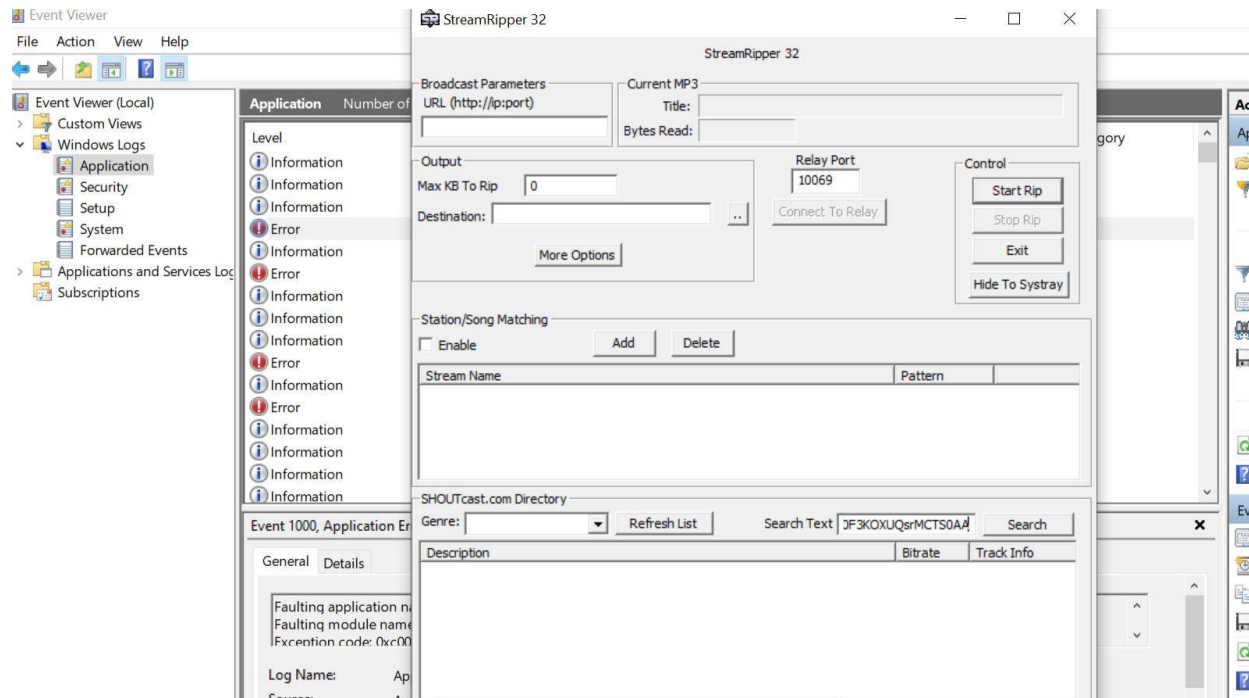 Event Viewer
File Action View Help
Event Viewer (Local)
Custom Views
Windows Logs
Application
Security
Setup
System
Forwarded Events
Applications and Services Log
Subscriptions
Application Number of
Level
Information
Information
Information
Error
Information
Error
Information
Information
Information
Error
Information
Error
Information
Information
Information
Information
Event 1000, Application Er
General Details
Faulting application na
Faulting module name
Exception code: 0xc00
Log Name: Ap
StreamRipper 32
StreamRipper 32
Broadcast Parameters
URL (http://ip:port)
Current MP3
Title:
Bytes Read:
Output
Max KB To Rip 0
Destination: ..
More Options
Relay Port
10069
Connect To Relay
Control
Start Rip
Stop Rip
Exit
Hide To Systray
Station/Song Matching
Enable Add Delete
Stream Name Pattern
SHOUTcast.com Directory
Genre: Refresh List Search Text Search
Description Bitrate Track Info
gory